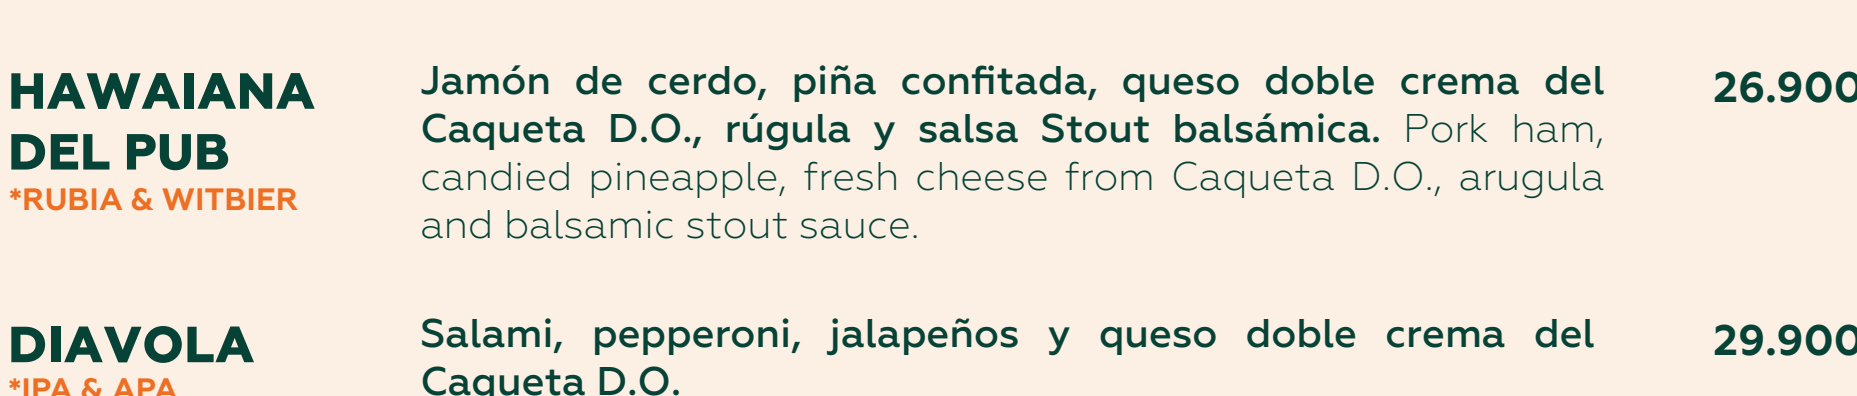 HAWAIANA
DEL PUB
*RUBIA & WITBIER
Jamón de cerdo, piña confitada, queso doble crema del
Caqueta D.O., rúgula y salsa Stout balsámica. Pork ham,
candied pineapple, fresh cheese from Caqueta D.O., arugula
and balsamic stout sauce.
26.900
DIAVOLA
*IPA & APA
Salami, pepperoni, jalapeños y queso doble crema del
Caqueta D.O.
29.900